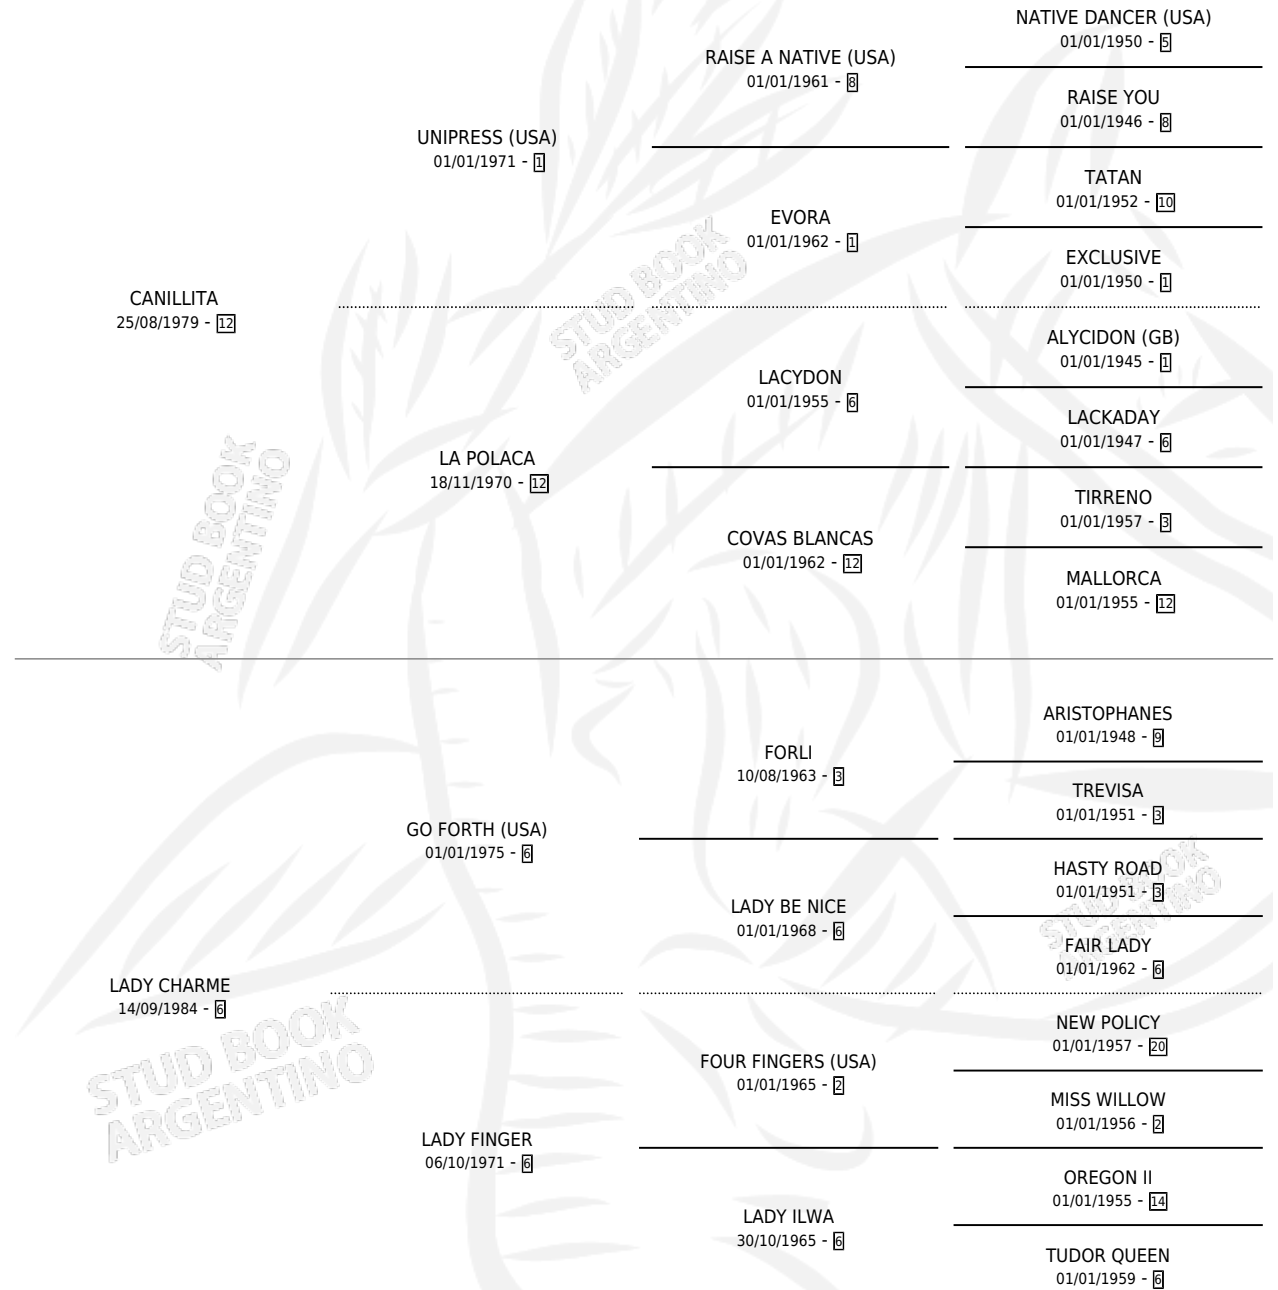 NATIVE DANCER (USA)
01/01/1950 - 5
RAISE A NATIVE (USA)
01/01/1961 - 8
RAISE YOU
01/01/1946 - 8
UNIPRESS (USA)
01/01/1971 - 1
TATAN
01/01/1952 - 10
EVORA
01/01/1962 - 1
EXCLUSIVE
01/01/1950 - 1
CANILLITA
25/08/1979 - 12
ALYCIDON (GB)
01/01/1945 - 1
LACYDON
01/01/1955 - 6
LACKADAY
01/01/1947 - 6
LA POLACA
18/11/1970 - 12
TIRRENO
01/01/1957 - 3
COVAS BLANCAS
01/01/1962 - 12
MALLORCA
01/01/1955 - 12
STUD BOOK
ARGENTINO
STUD BOOK
ARGENTINO
ARISTOPHANES
01/01/1948 - 9
FORLI
10/08/1963 - 3
TREVISA
01/01/1951 - 3
GO FORTH (USA)
01/01/1975 - 6
HASTY ROAD
01/01/1951 - 3
LADY BE NICE
01/01/1968 - 6
FAIR LADY
01/01/1962 - 6
LADY CHARME
14/09/1984 - 6
NEW POLICY
01/01/1957 - 20
FOUR FINGERS (USA)
01/01/1965 - 2
MISS WILLOW
01/01/1956 - 2
LADY FINGER
06/10/1971 - 6
OREGON II
01/01/1955 - 14
LADY ILWA
30/10/1965 - 6
TUDOR QUEEN
01/01/1959 - 6
STUD BOOK
ARGENTINO
STUD BOOK
ARGENTINO